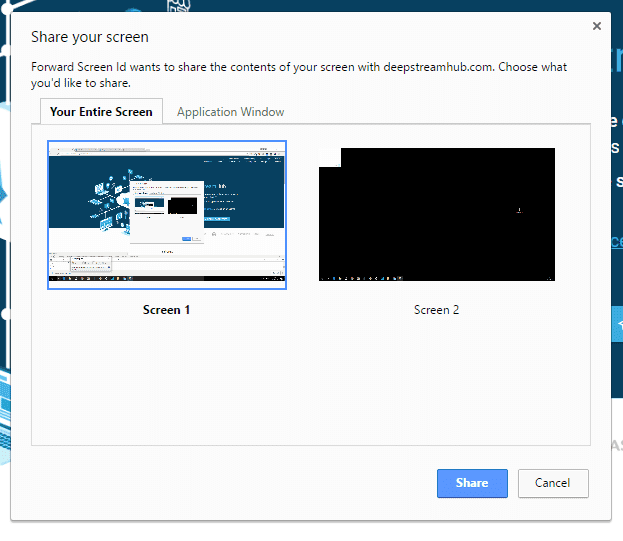 Share your screen
Forward Screen Id wants to share the contents of your screen with deepstreamhub.com. Choose what
you'd like to share.
Your Entire Screen
Application Window
Screen 1
Screen 2
Share
Cancel